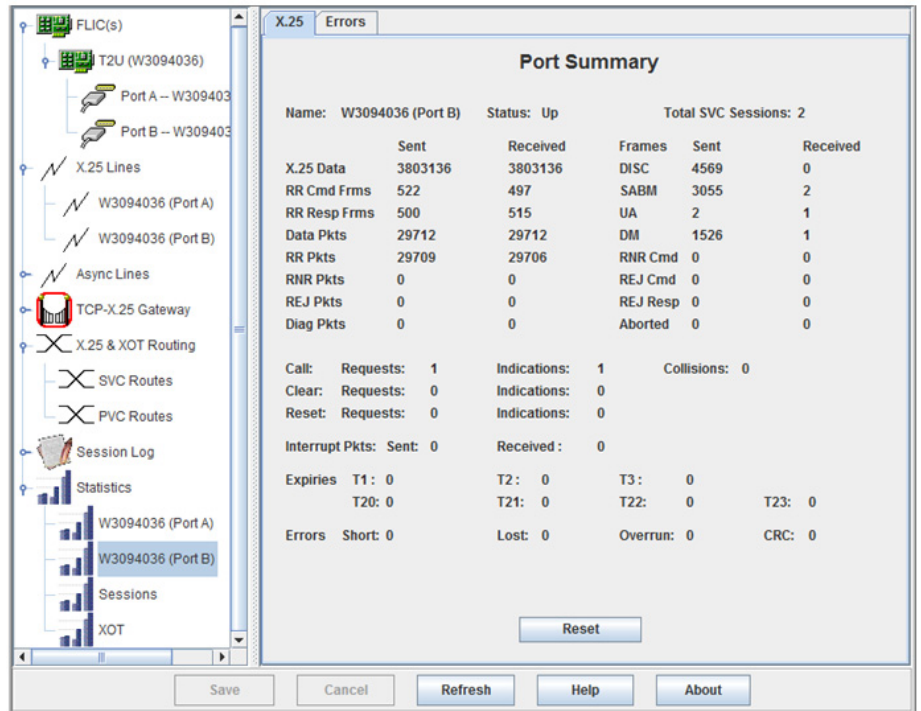 FLIC(s)
T2U (W3094036)
Port A -- W309403
Port B -- W309403
X.25 Lines
W3094036 (Port A)
W3094036 (Port B)
Async Lines
TCP-X.25 Gateway
X.25 & XOT Routing
SVC Routes
PVC Routes
Session Log
Statistics
W3094036 (Port A)
W3094036 (Port B)
Sessions
XOT
X.25 Errors
Port Summary
Name: W3094036 (Port B) Status: Up Total SVC Sessions: 2
Sent Received Frames Sent Received
X.25 Data 3803136 3803136 DISC 4569 0
RR Cmd Frms 522 497 SABM 3055 2
RR Resp Frms 500 515 UA 2 1
Data Pkts 29712 29712 DM 1526 1
RR Pkts 29709 29706 RNR Cmd 0 0
RNR Pkts 0 0 REJ Cmd 0 0
REJ Pkts 0 0 REJ Resp 0 0
Diag Pkts 0 0 Aborted 0 0
Call: Requests: 1 Indications: 1 Collisions: 0
Clear: Requests: 0 Indications: 0
Reset: Requests: 0 Indications: 0
Interrupt Pkts: Sent: 0 Received : 0
Expiries T1 : 0 T2 : 0 T3 : 0
T20: 0 T21: 0 T22: 0 T23: 0
Errors Short: 0 Lost: 0 Overrun: 0 CRC: 0
Reset
Save Cancel Refresh Help About